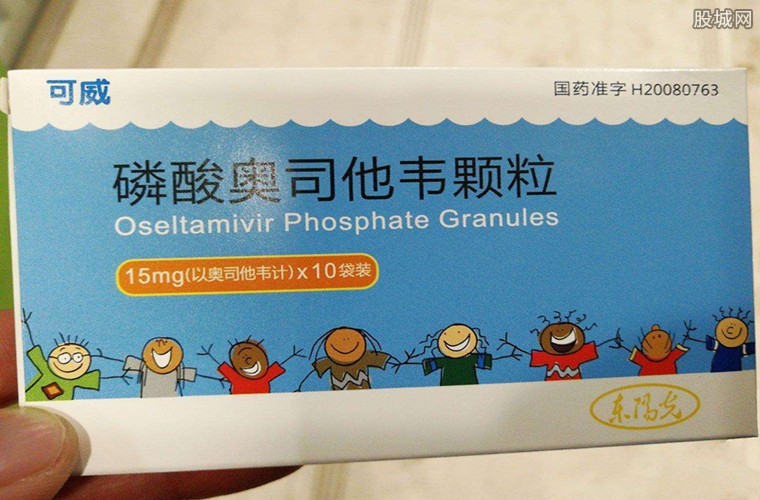 股城网
可威
国药准字 H20080763
磷酸奥司他韦颗粒
Oseltamivir Phosphate Granules
15mg(以奥司他韦计) x 10袋装
东阳光